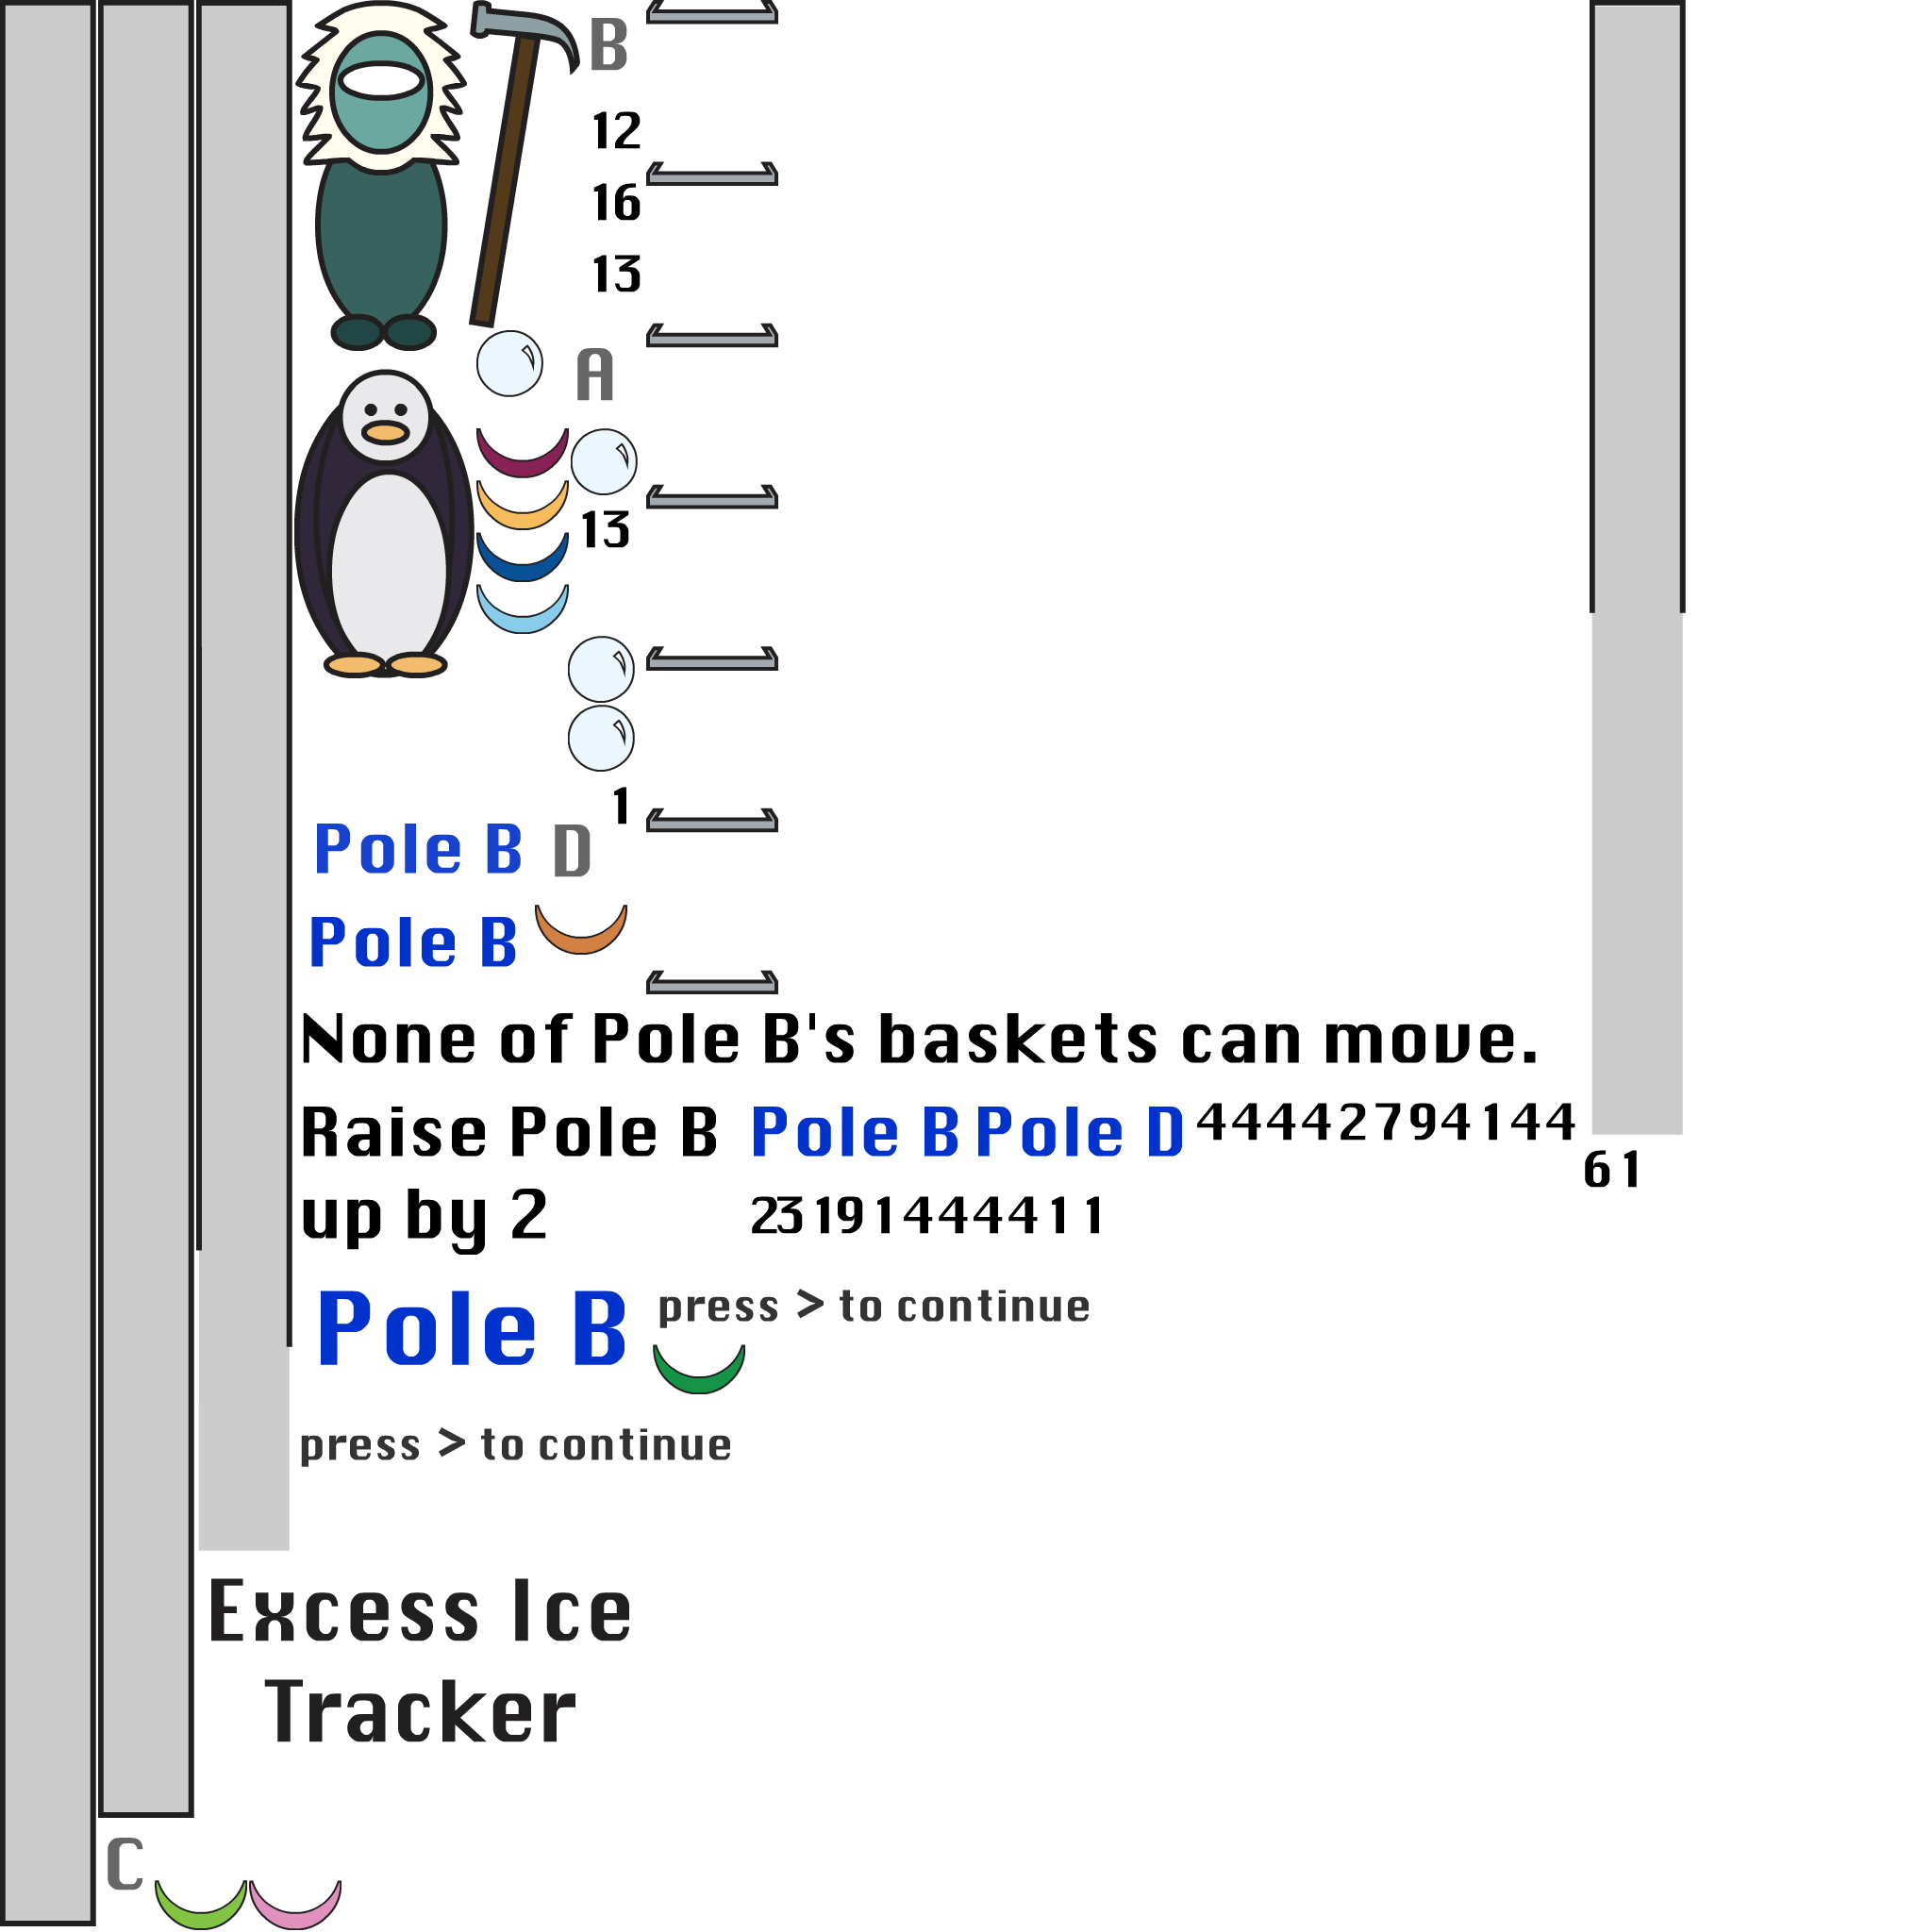 B
12
16
13
A
13
1
Pole B D
Pole B
None of Pole B's baskets can move.
Raise Pole B Pole B Pole D 44442794144
61
up by 2 23191444411
Pole B press > to continue
press > to continue
Excess Ice
Tracker
C